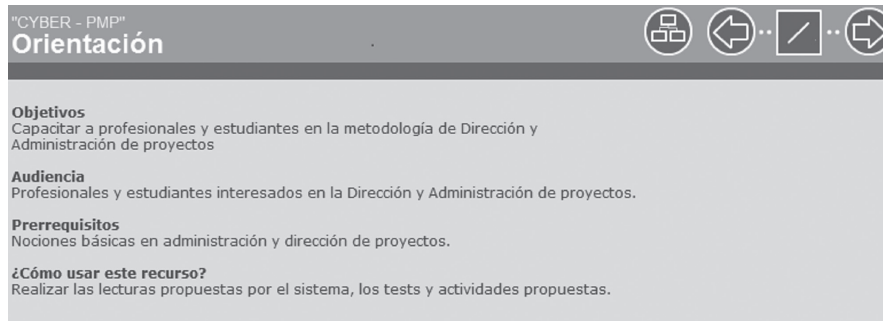 "CYBER - PMP"
Orientación
Objetivos
Capacitar a profesionales y estudiantes en la metodología de Dirección y
Administración de proyectos
Audiencia
Profesionales y estudiantes interesados en la Dirección y Administración de proyectos.
Prerrequisitos
Nociones básicas en administración y dirección de proyectos.
¿Cómo usar este recurso?
Realizar las lecturas propuestas por el sistema, los tests y actividades propuestas.